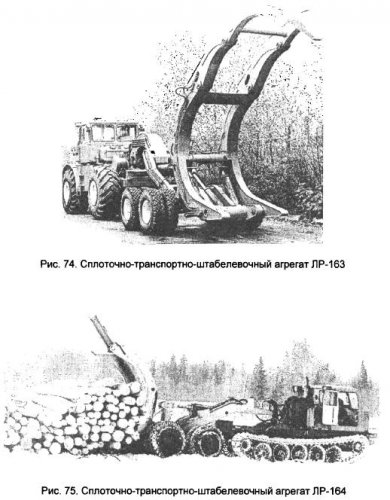 Рис. 74. Сплоточно-транспортно-штабелевочный агрегат ЛР-163
Рис. 75. Сплоточно-транспортно-штабелевочный агрегат ЛР-164